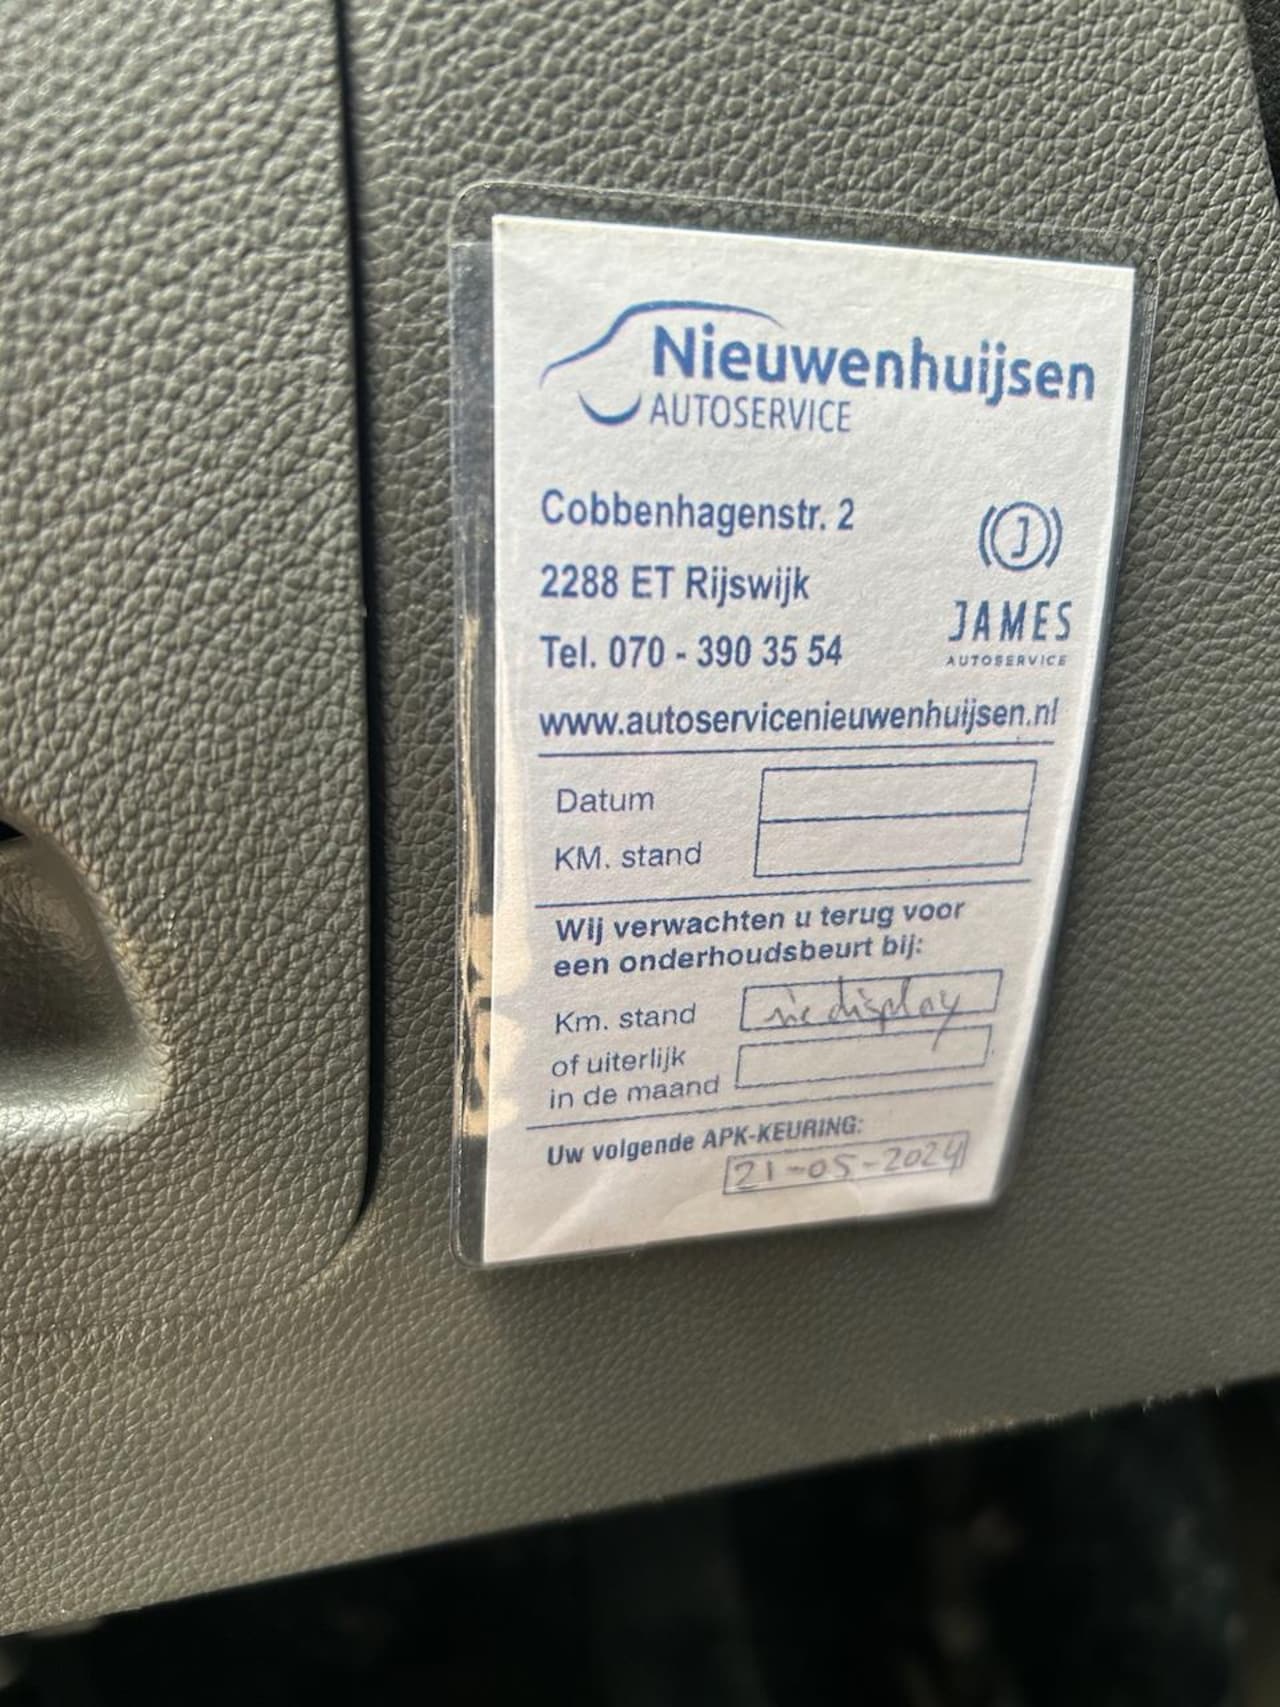 Nieuwenhuijsen
AUTOSERVICE
Cobbenhagenstr. 2
2288 ET Rijswijk
Tel. 070 - 390 35 54
J
JAMES
AUTOSERVICE
www.autoservicenieuwenhuijsen.nl
Datum
KM. stand
Wij verwachten u terug voor
een onderhoudsbeurt bij:
Km. stand zie display
of uiterlijk
in de maand
Uw volgende APK-KEURING:
21-05-2024